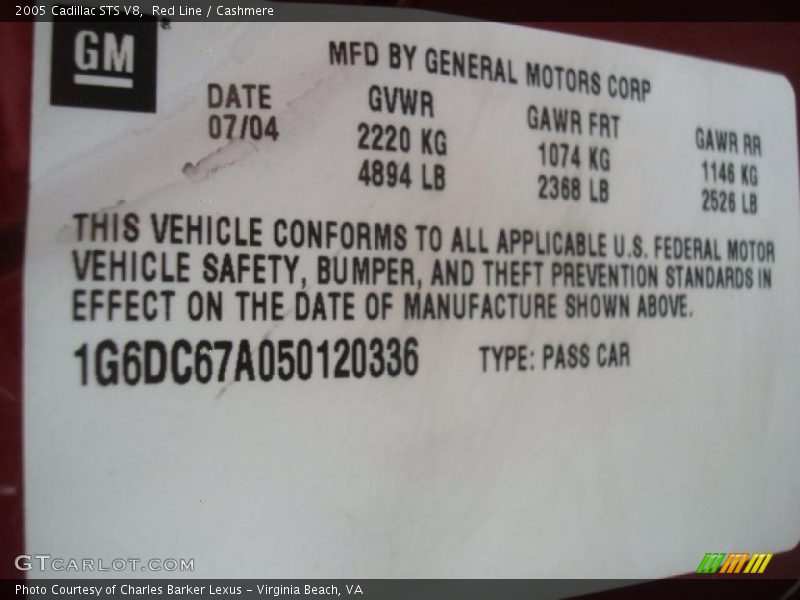 2005 Cadillac STS V8, Red Line / Cashmere
GM
MFD BY GENERAL MOTORS CORP
DATE
07/04
GVWR
2220 KG
4894 LB
GAWR FRT
1074 KG
2368 LB
GAWR RR
1146 KG
2526 LB
THIS VEHICLE CONFORMS TO ALL APPLICABLE U.S. FEDERAL MOTOR
VEHICLE SAFETY, BUMPER, AND THEFT PREVENTION STANDARDS IN
EFFECT ON THE DATE OF MANUFACTURE SHOWN ABOVE.
1G6DC67A050120336 TYPE: PASS CAR
GTCARLOT.COM
Photo Courtesy of Charles Barker Lexus - Virginia Beach, VA